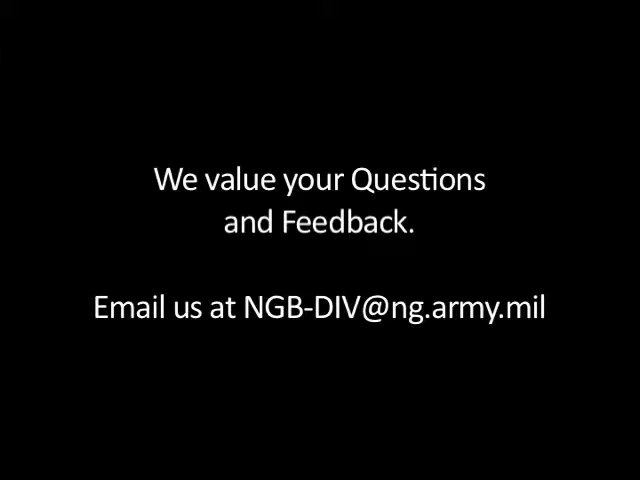 We value your Questions
and Feedback.
Email us at NGB-DIV@ng.army.mil